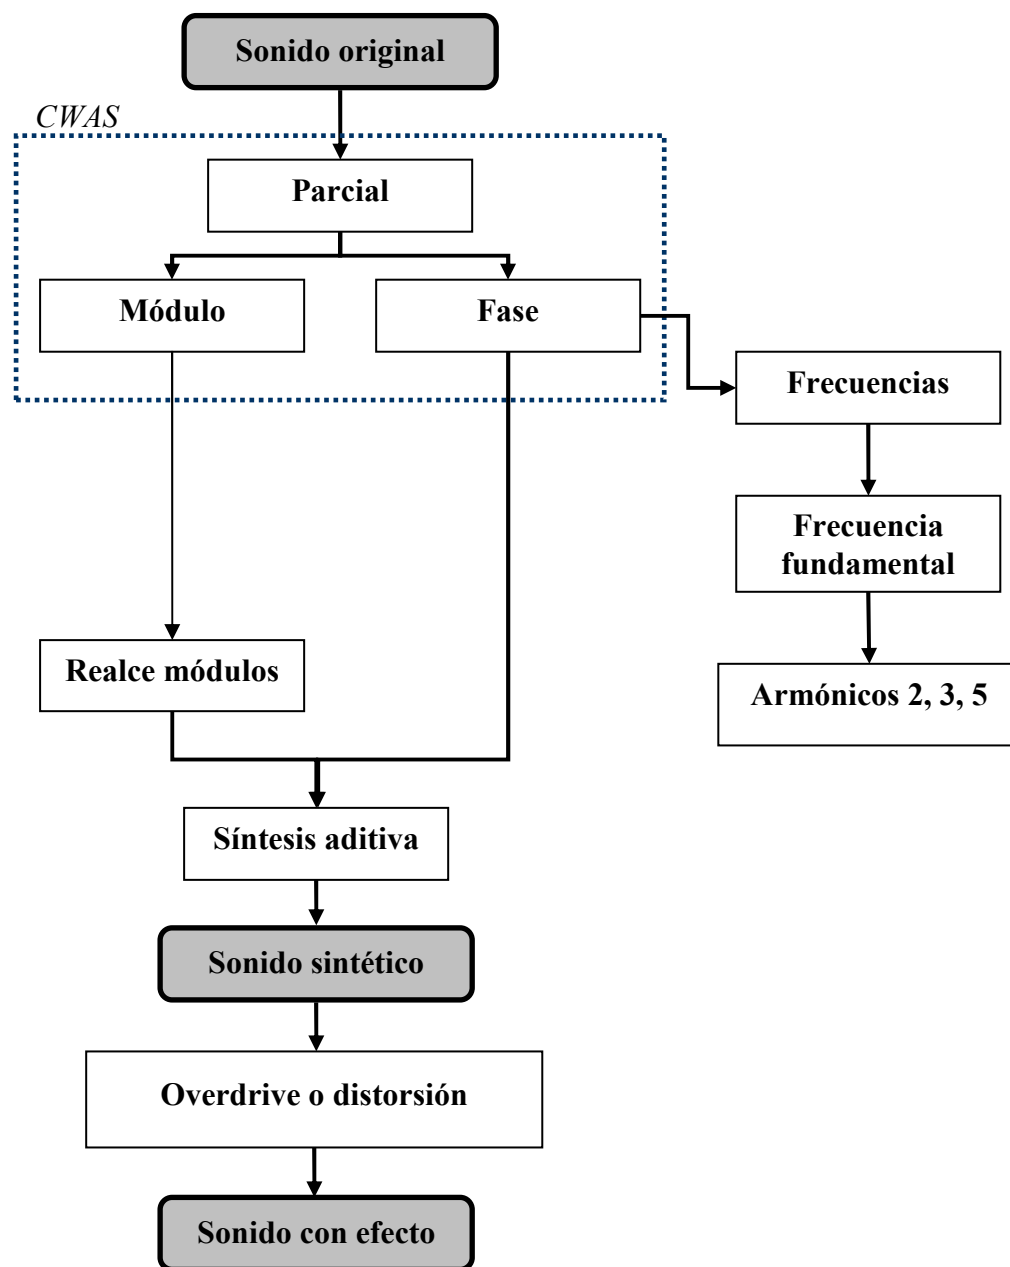 Sonido original
CWAS
Parcial
Módulo
Fase
Frecuencias
Frecuencia
fundamental
Realce módulos
Armónicos 2, 3, 5
Síntesis aditiva
Sonido sintético
Overdrive o distorsión
Sonido con efecto